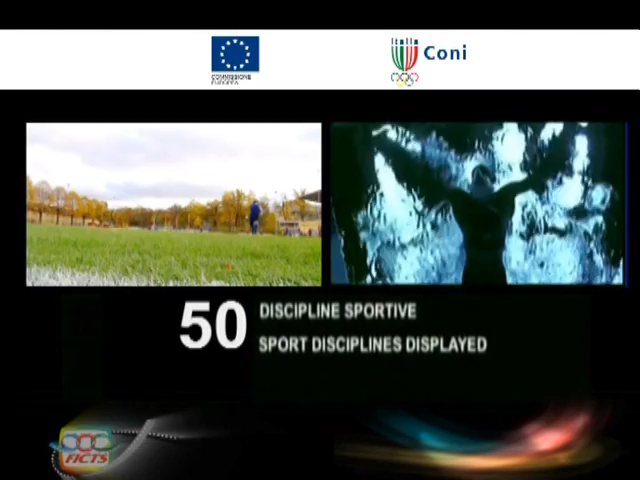 COMMISSIONE
EUROPEA
Italia
Coni
50
DISCIPLINE SPORTIVE
SPORT DISCIPLINES DISPLAYED
FICTS